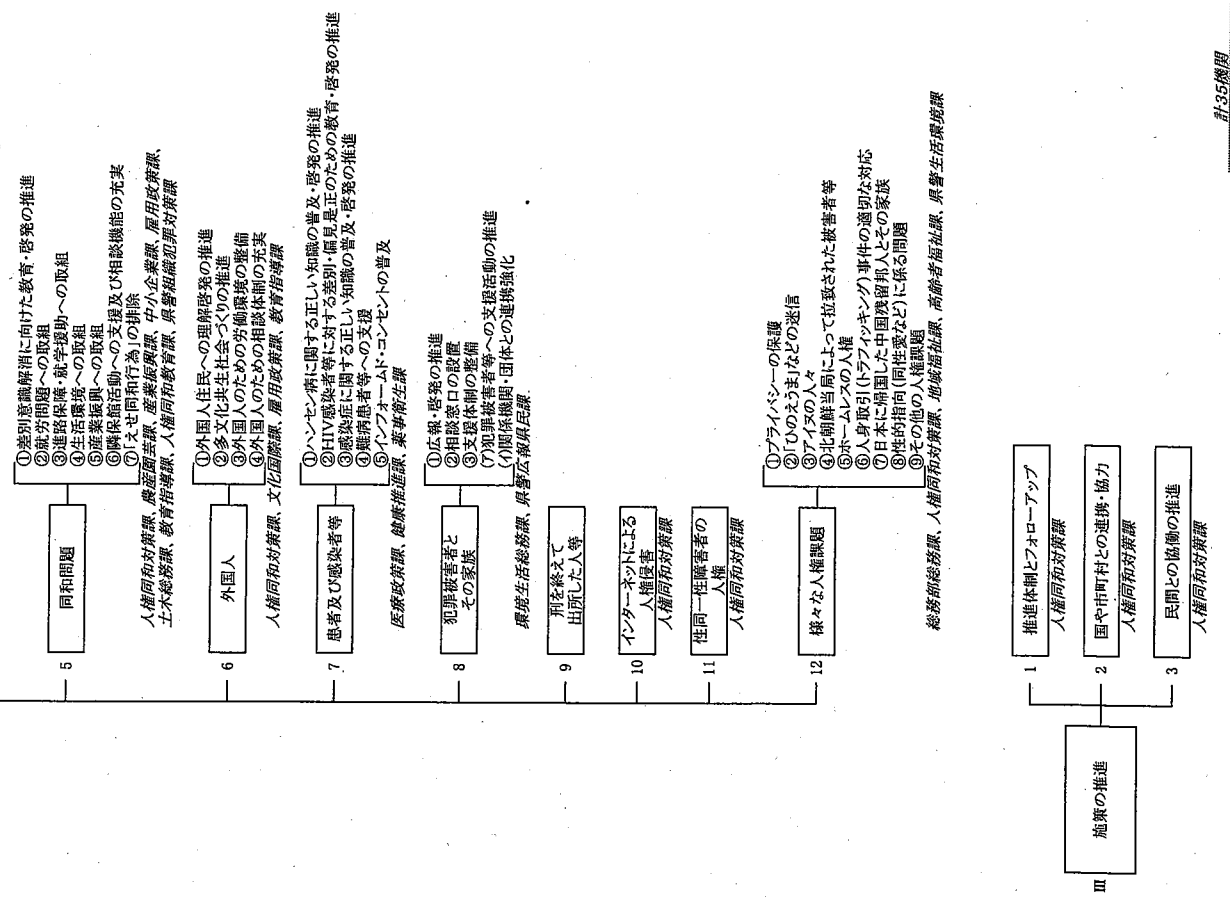 5 同和問題
①差別意識解消に向けた教育・啓発の推進
②就労問題への取組
③進路保障・就学援助への取組
④生活環境への取組
⑤産業振興への取組
⑥隣保館活動への支援及び相談機能の充実
⑦「えせ同和行為」の排除
人権同和対策課、農産園芸課、産業振興課、中小企業課、雇用政策課、
土木総務課、教育指導課、人権同和教育課、県警組織犯罪対策課
6 外国人
①外国人住民への理解啓発の推進
②多文化共生社会づくりの推進
③外国人のための労働環境の整備
④外国人のための相談体制の充実
人権同和対策課、文化国際課、雇用政策課、教育指導課
7 患者及び感染者等
①ハンセン病に関する正しい知識の普及・啓発の推進
②HIV感染者等に対する差別・偏見是正のための教育・啓発の推進
③感染症に関する正しい知識の普及・啓発の推進
④難病患者等への支援
⑤インフォームド・コンセントの普及
医療政策課、健康推進課、薬事衛生課
8 犯罪被害者と
その家族
①広報・啓発の推進
②相談窓口の設置
③支援体制の整備
(ア)犯罪被害者等への支援活動の推進
(イ)関係機関・団体との連携強化
環境生活総務課、県警広報県民課
9 刑を終えて
出所した人等
10 インターネットによる
人権侵害
人権同和対策課
11 性同一性障害者の
人権
人権同和対策課
12 様々な人権課題
①プライバシーの保護
②「ひのえうま」などの迷信
③アイヌの人々
④北朝鮮当局によって拉致された被害者等
⑤ホームレスの人権
⑥人身取引(トラフィッキング)事件の適切な対応
⑦日本に帰国した中国残留邦人とその家族
⑧性的指向(同性愛など)に係る問題
⑨その他の人権課題
総務部総務課、人権同和対策課、地域福祉課、高齢者福祉課、県警生活環境課
Ⅲ 施策の推進
1 推進体制とフォローアップ
人権同和対策課
2 国や市町村との連携・協力
人権同和対策課
3 民間との協働の推進
人権同和対策課
計35機関